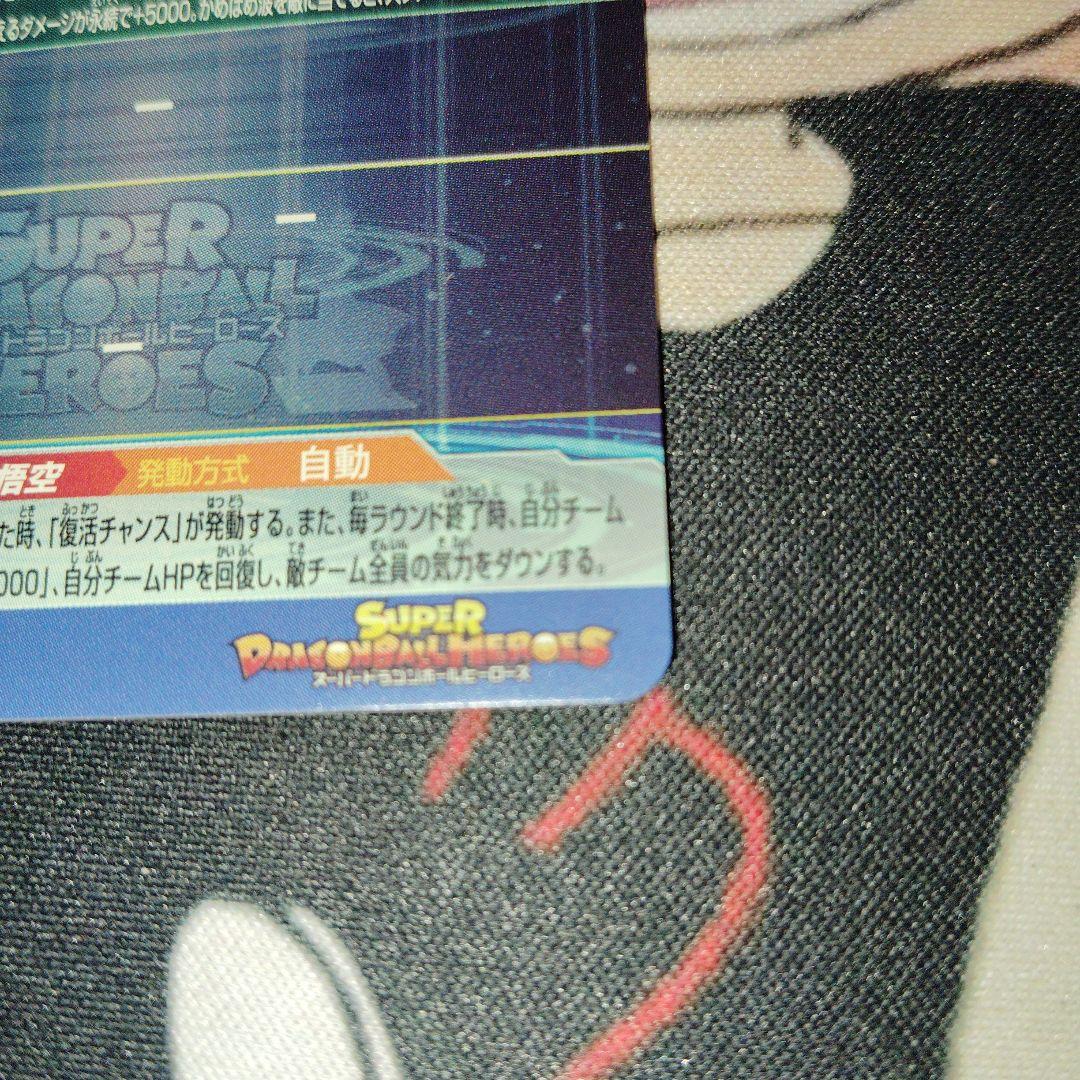 るダメージが永続で+5000。かめはめ波を敵に当てると
SUPER
DRAGONBALL
ドラゴンボールヒーローズ
HEROES
悟空 発動方式 自動
た時、「復活チャンス」が発動する。また、毎ラウンド終了時、自分チーム
000」、自分チームHPを回復し、敵チーム全員の気力をダウンする。
SUPER
DRAGONBALL HEROES
スーパードラゴンボールヒーローズ